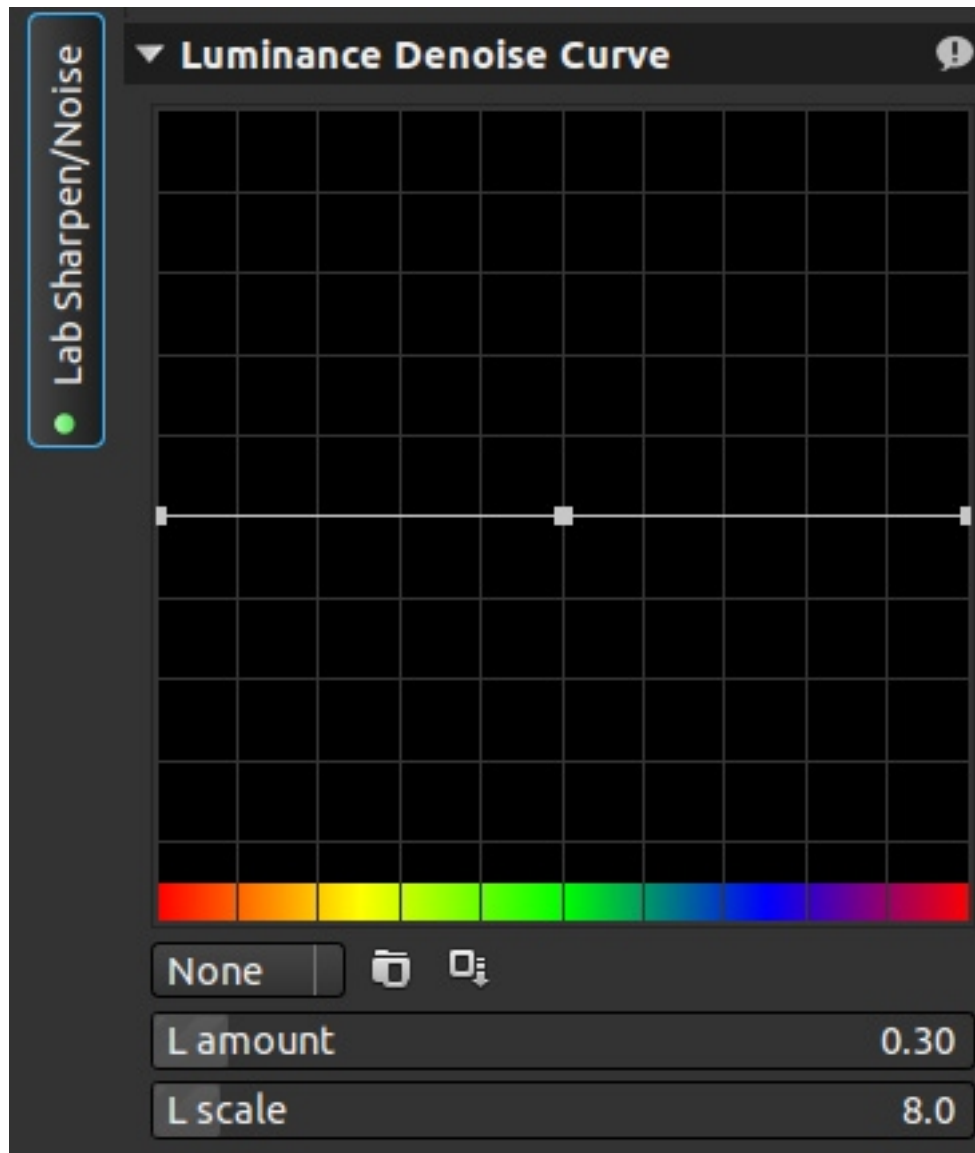 Lab Sharpen/Noise
Luminance Denoise Curve
None
L amount 0.30
L scale 8.0